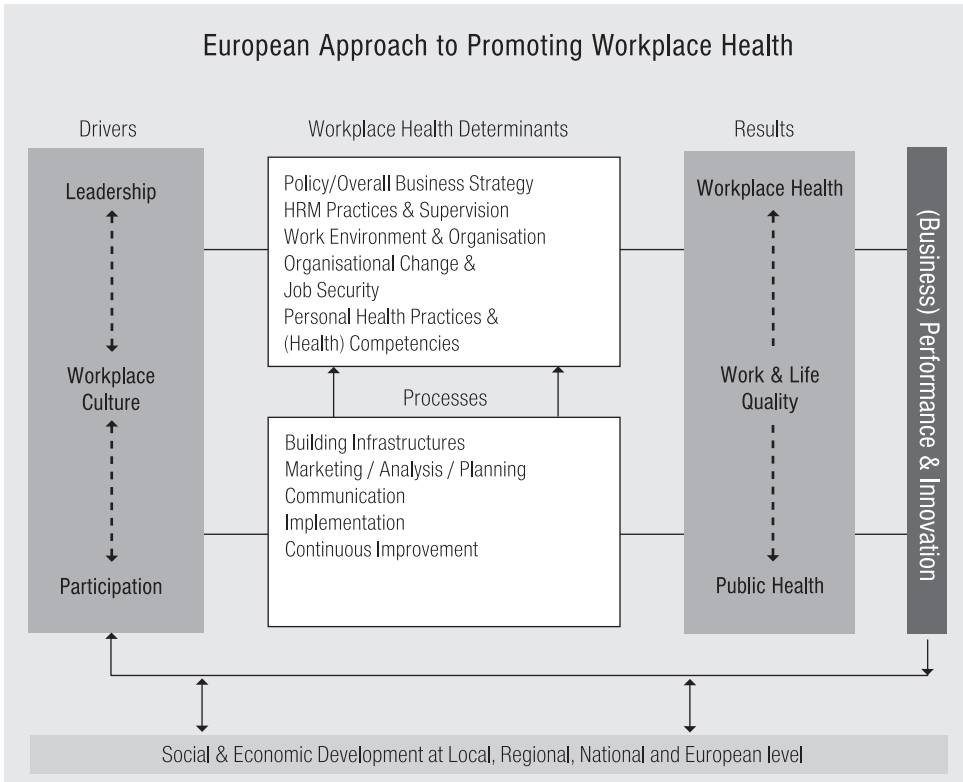 European Approach to Promoting Workplace Health
Drivers
Leadership
Workplace
Culture
Participation
Workplace Health Determinants
Policy/Overall Business Strategy
HRM Practices & Supervision
Work Environment & Organisation
Organisational Change &
Job Security
Personal Health Practices &
(Health) Competencies
Processes
Building Infrastructures
Marketing / Analysis / Planning
Communication
Implementation
Continuous Improvement
Results
Workplace Health
Work & Life
Quality
Public Health
(Business) Performance & Innovation
Social & Economic Development at Local, Regional, National and European level